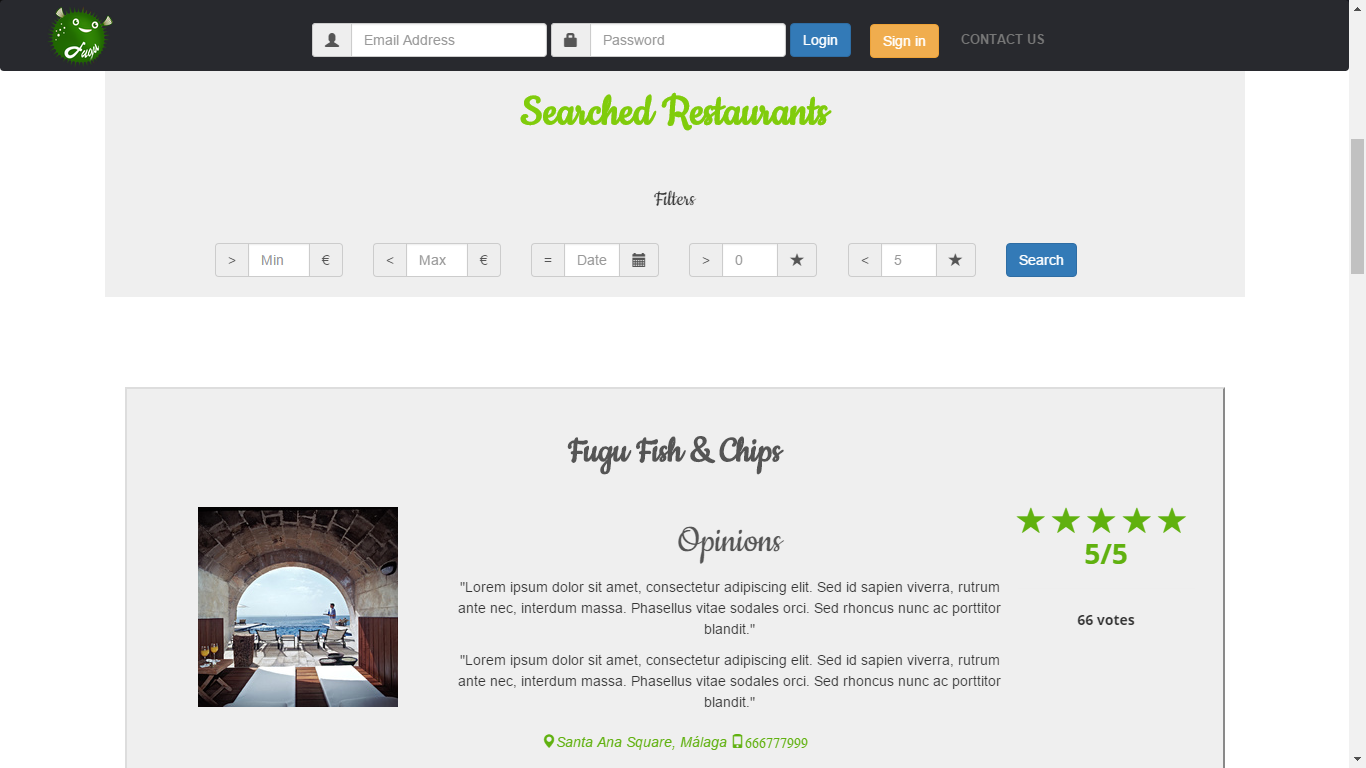 Fugu
Email Address
Password
Login
Sign in
CONTACT US
Searched Restaurants
Filters
> Min €
< Max €
= Date
> 0 ★
< 5 ★
Search
Fugu Fish & Chips
Opinions
★★★★★
5/5
"Lorem ipsum dolor sit amet, consectetur adipiscing elit. Sed id sapien viverra, rutrum
ante nec, interdum massa. Phasellus vitae sodales orci. Sed rhoncus nunc ac porttitor
blandit."
66 votes
"Lorem ipsum dolor sit amet, consectetur adipiscing elit. Sed id sapien viverra, rutrum
ante nec, interdum massa. Phasellus vitae sodales orci. Sed rhoncus nunc ac porttitor
blandit."
Santa Ana Square, Málaga 666777999